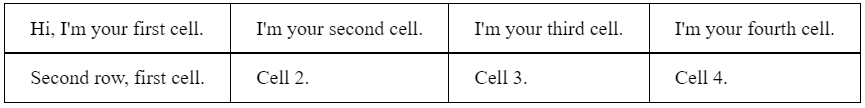 Hi, I'm your first cell. I'm your second cell. I'm your third cell. I'm your fourth cell.
Second row, first cell. Cell 2. Cell 3. Cell 4.